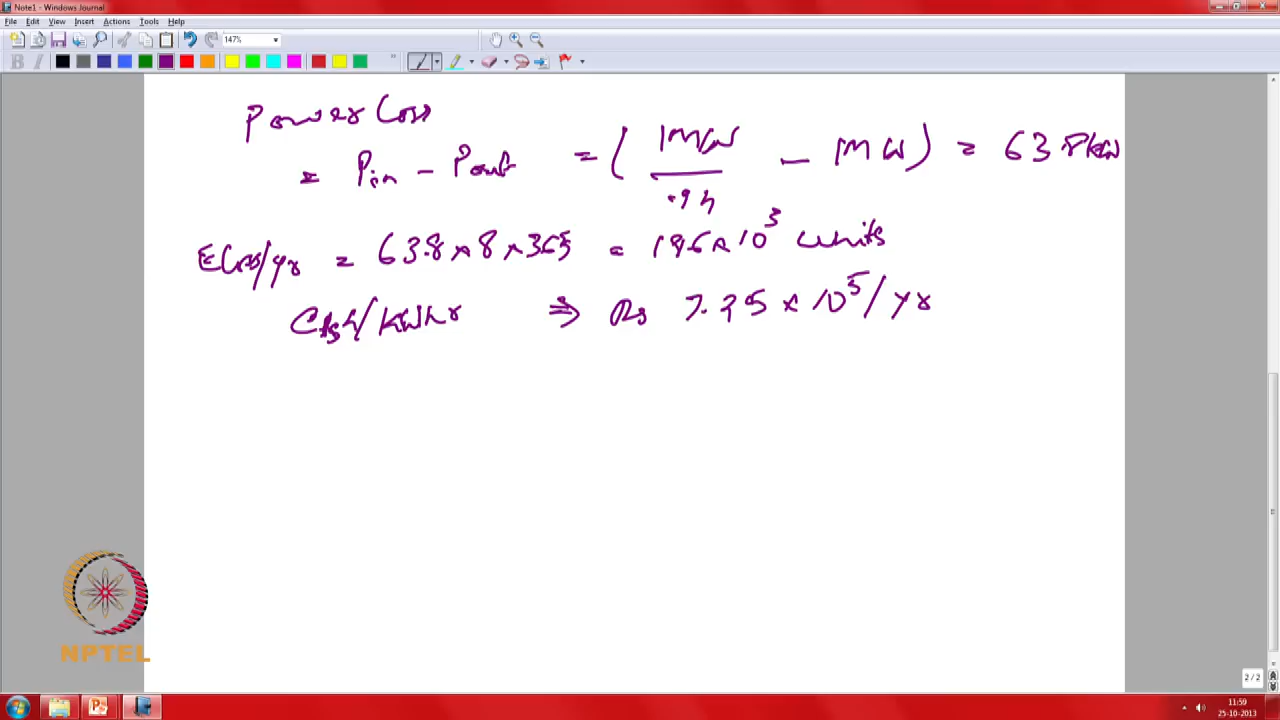 Note1 - Windows Journal
File Edit View Insert Actions Tools Help
147%
B I
Power Loss
= Pin - Pout = ( 1MW / .94 - MW ) = 63.8kW
ELoss/yr = 63.8 x 8 x 365 = 186 x 10³ units
Cost/kWhr ⇒ Rs 7.45 x 10⁵/yr
NPTEL
2 / 2
11:59
25-10-2013